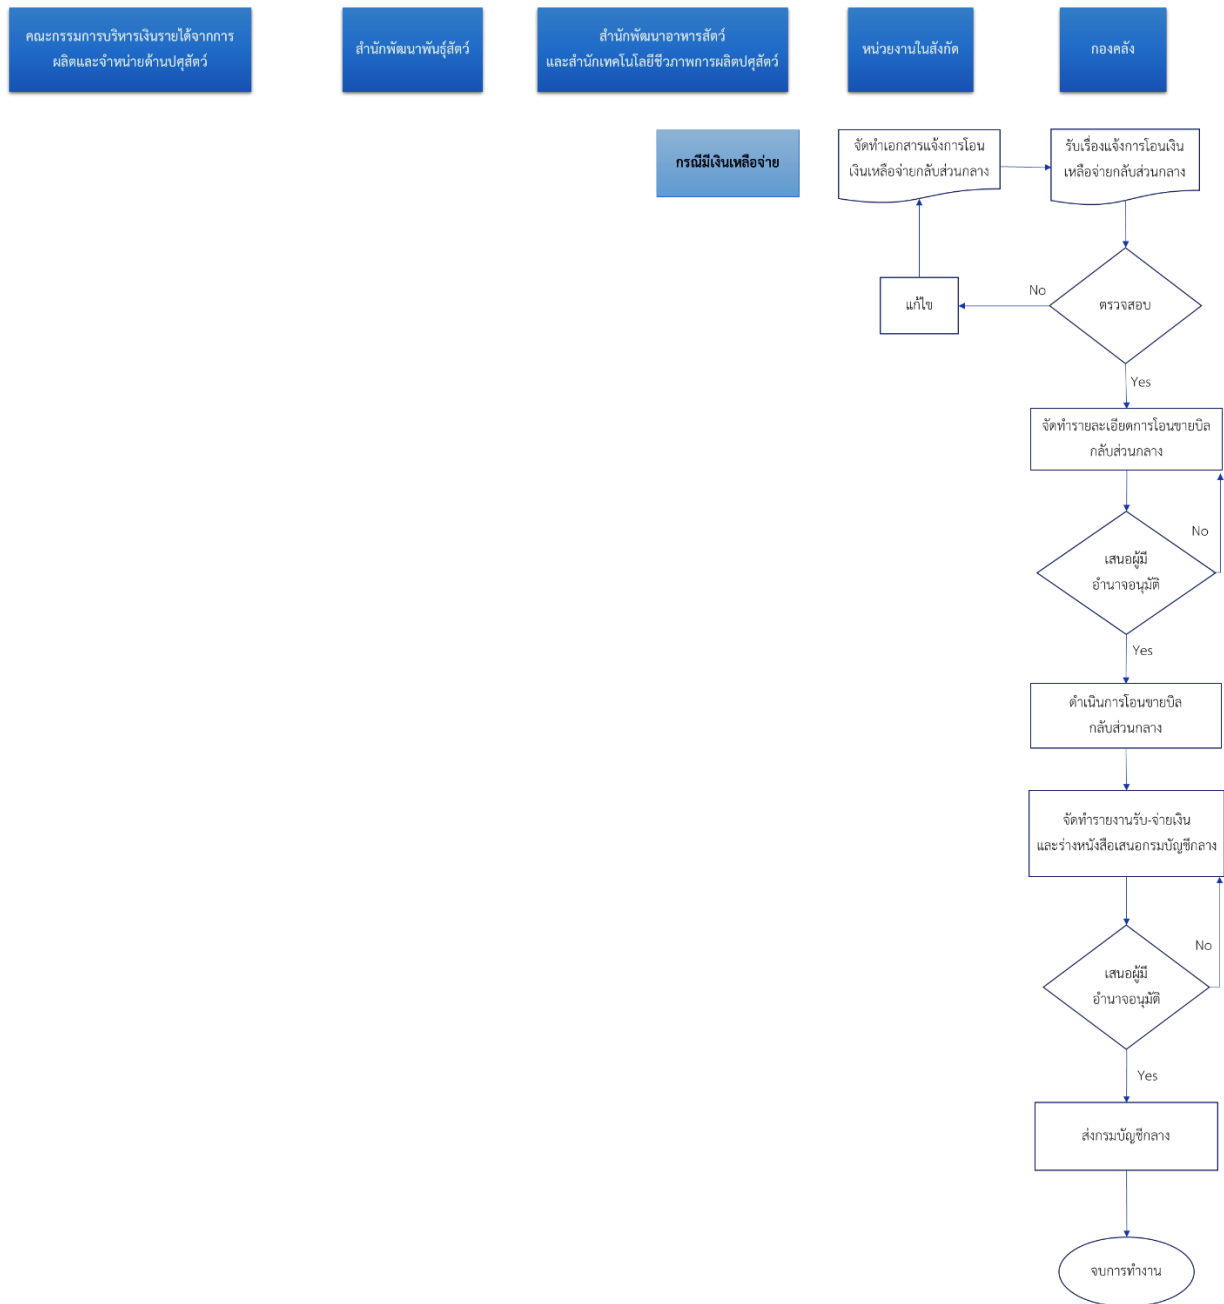 คณะกรรมการบริหารเงินรายได้จากการ
ผลิตและจำหน่ายด้านปศุสัตว์
สำนักพัฒนาพันธุ์สัตว์
สำนักพัฒนาอาหารสัตว์
และสำนักเทคโนโลยีชีวภาพการผลิตปศุสัตว์
หน่วยงานในสังกัด
กองคลัง
กรณีมีเงินเหลือจ่าย
จัดทำเอกสารแจ้งการโอน
เงินเหลือจ่ายกลับส่วนกลาง
รับเรื่องแจ้งการโอนเงิน
เหลือจ่ายกลับส่วนกลาง
แก้ไข
No
ตรวจสอบ
Yes
จัดทำรายละเอียดการโอนขายบิล
กลับส่วนกลาง
No
เสนอผู้มี
อำนาจอนุมัติ
Yes
ดำเนินการโอนขายบิล
กลับส่วนกลาง
จัดทำรายงานรับ-จ่ายเงิน
และร่างหนังสือเสนอกรมบัญชีกลาง
No
เสนอผู้มี
อำนาจอนุมัติ
Yes
ส่งกรมบัญชีกลาง
จบการทำงาน